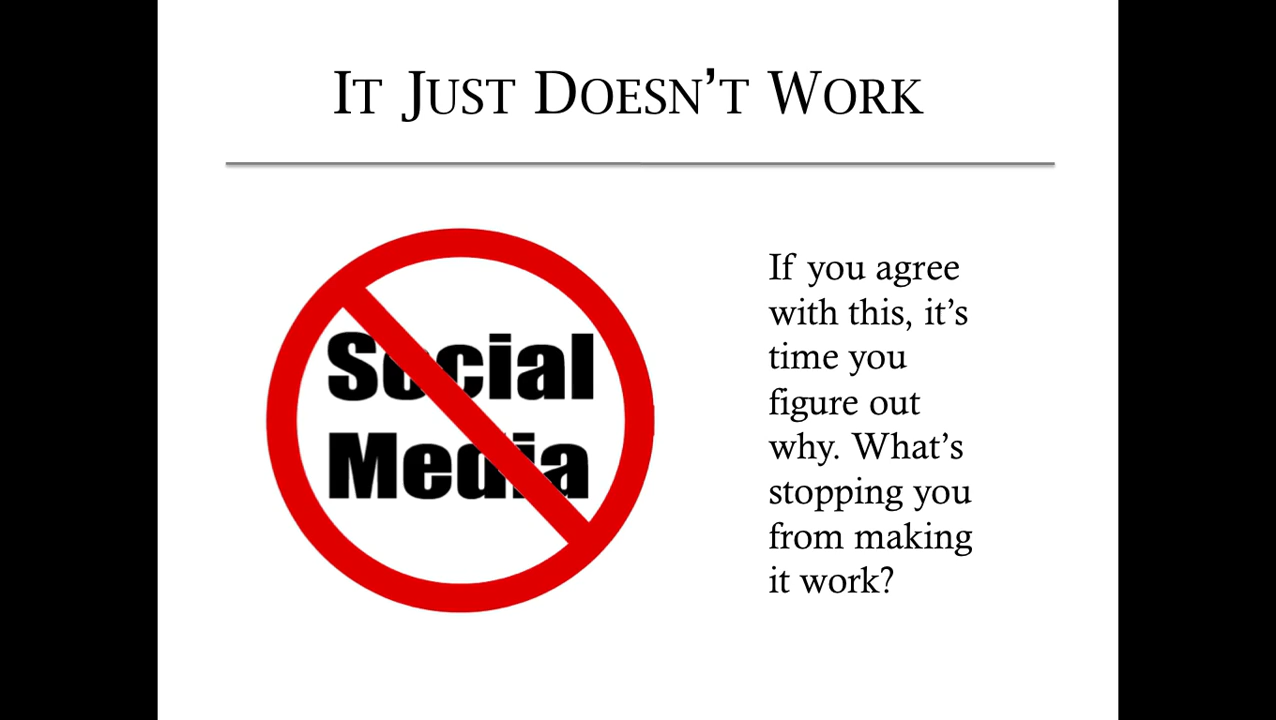 It Just Doesn’t Work
Social
Media
If you agree
with this, it’s
time you
figure out
why. What’s
stopping you
from making
it work?